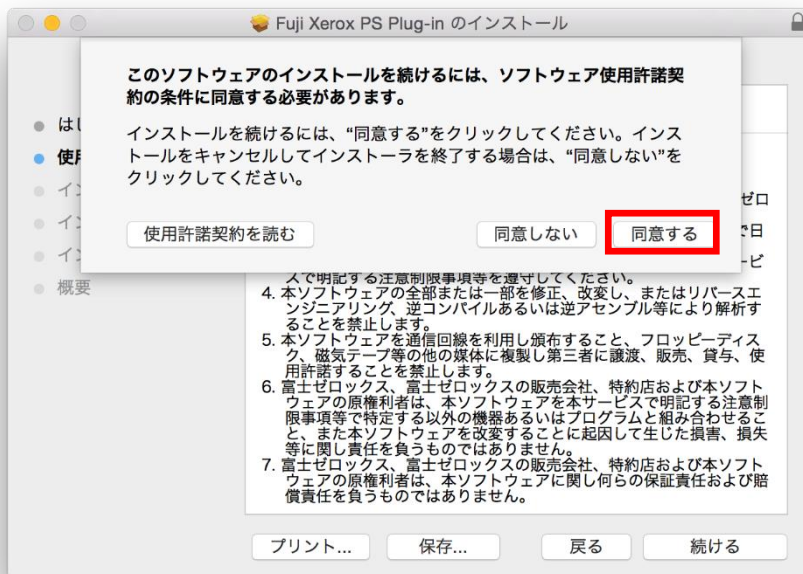 Fuji Xerox PS Plug-in のインストール
このソフトウェアのインストールを続けるには、ソフトウェア使用許諾契
約の条件に同意する必要があります。
インストールを続けるには、“同意する”をクリックしてください。インス
トールをキャンセルしてインストーラを終了する場合は、“同意しない”を
クリックしてください。
使用許諾契約を読む
同意しない
同意する
は
使
イ
イ
イ
概要
ゼロ
で日
ービ
スで明記する注意制限事項等を遵守してください。
4. 本ソフトウェアの全部または一部を修正、改変し、またはリバースエ
ンジニアリング、逆コンパイルあるいは逆アセンブル等により解析す
ることを禁止します。
5. 本ソフトウェアを通信回線を利用し頒布すること、フロッピーディス
ク、磁気テープ等の他の媒体に複製し第三者に譲渡、販売、貸与、使
用許諾することを禁止します。
6. 富士ゼロックス、富士ゼロックスの販売会社、特約店および本ソフト
ウェアの原権利者は、本ソフトウェアを本サービスで明記する注意制
限事項等で特定する以外の機器あるいはプログラムと組み合わせるこ
と、また本ソフトウェアを改変することに起因して生じた損害、損失
等に関し責任を負うものではありません。
7. 富士ゼロックス、富士ゼロックスの販売会社、特約店および本ソフト
ウェアの原権利者は、本ソフトウェアに関し何らの保証責任および賠
償責任を負うものではありません。
プリント...
保存...
戻る
続ける